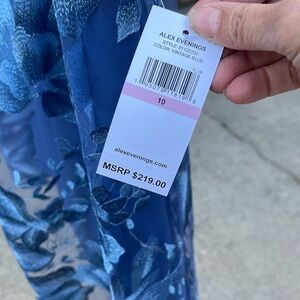 ALEX EVENINGS
COLOR: VINTAGE BLUE
10
alexevenings.com
MSRP $219.00